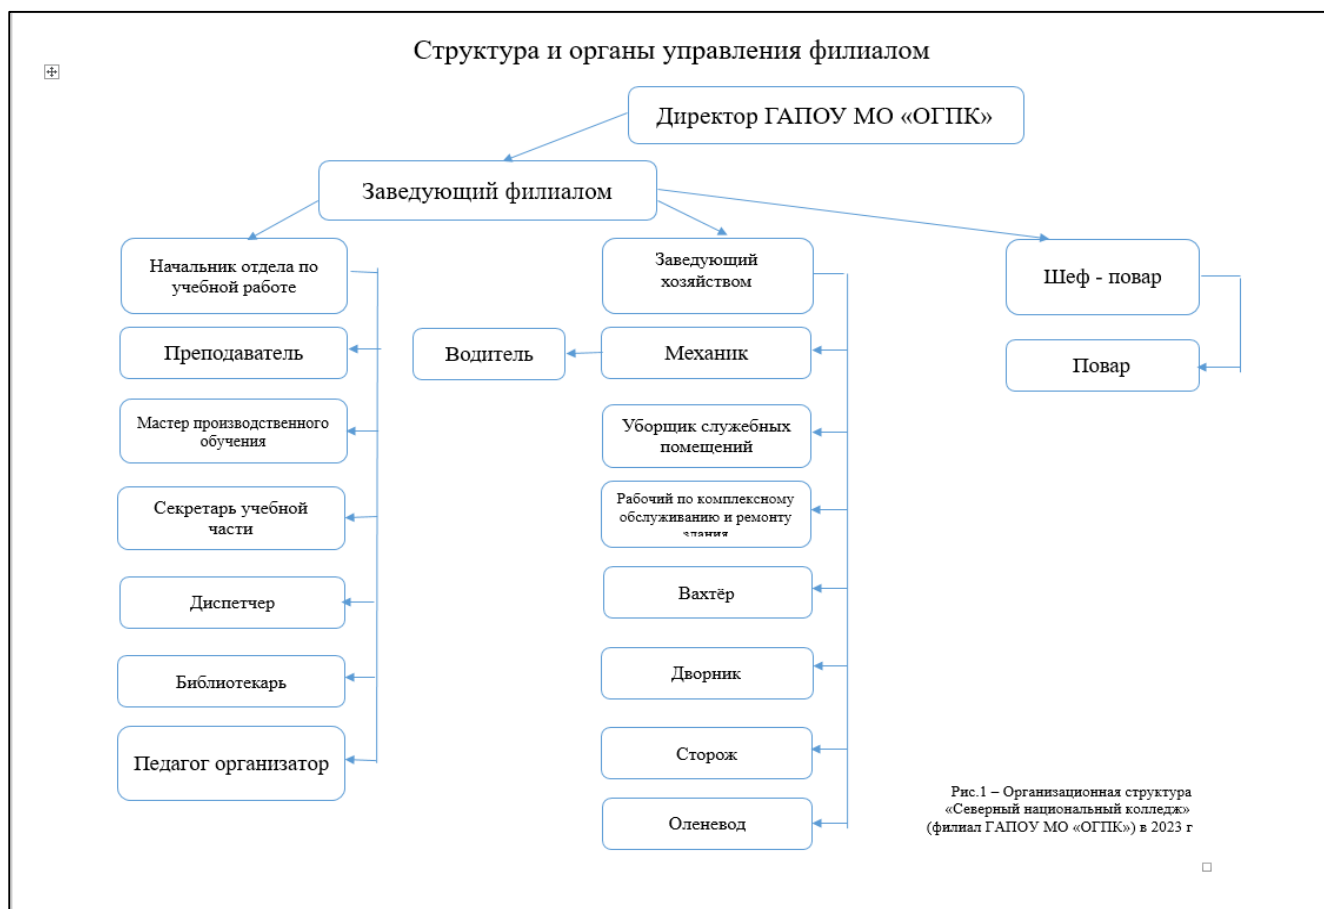 Структура и органы управления филиалом
Директор ГАПОУ МО «ОГПК»
Заведующий филиалом
Начальник отдела по
учебной работе
Преподаватель
Мастер производственного
обучения
Секретарь учебной
части
Диспетчер
Библиотекарь
Педагог организатор
Заведующий
хозяйством
Водитель
Механик
Уборщик служебных
помещений
Рабочий по комплексному
обслуживанию и ремонту
здания
Вахтёр
Дворник
Сторож
Оленевод
Шеф - повар
Повар
Рис.1 – Организационная структура
«Северный национальный колледж»
(филиал ГАПОУ МО «ОГПК») в 2023 г